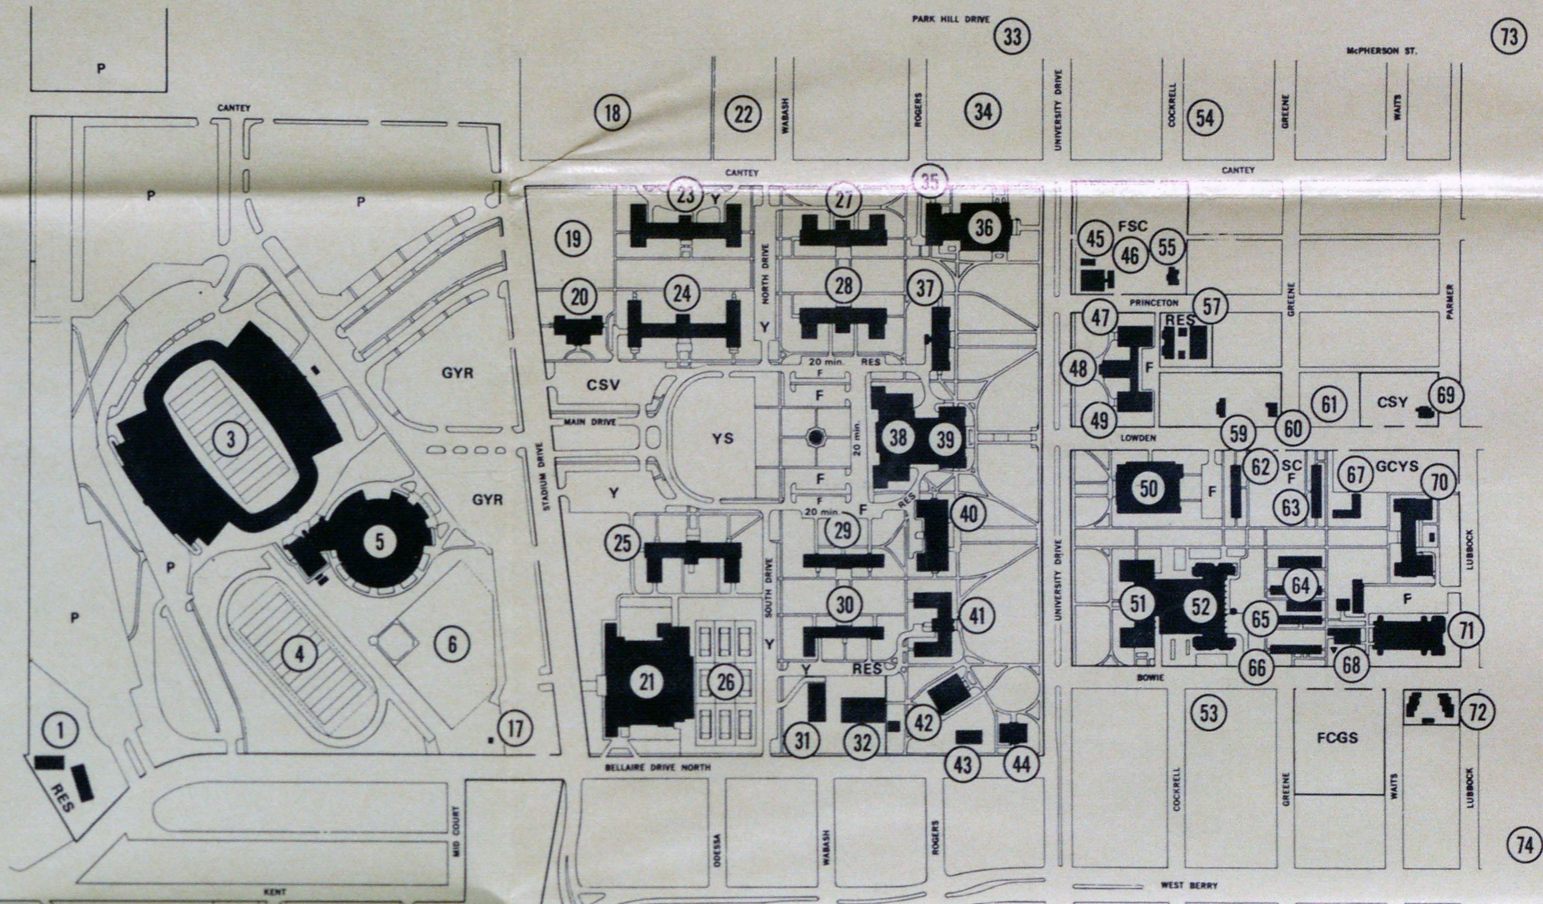 PARK HILL DRIVE
33
73
McPHERSON ST.
P
CANTEY
18
22
WABASH
ROGERS
34
UNIVERSITY DRIVE
COCKRELL
54
GREENE
WAITS
CANTEY
CANTEY
P
P
23
Y
27
35
36
19
NORTH DRIVE
45
FSC
46
55
20
24
28
37
PRINCETON
57
GREENE
PARMER
Y
47
RES
20 min.
RES
F
48
F
GYR
CSV
F
49
61
CSY
69
3
MAIN DRIVE
YS
20 min.
38
39
LOWDEN
59
60
STADIUM DRIVE
62
SC
F
67
GCYS
70
GYR
Y
F
F
20 min.
F
RES
40
50
F
63
5
25
29
P
SOUTH DRIVE
UNIVERSITY DRIVE
LUBBOCK
64
30
41
51
52
65
F
71
P
4
6
Y
Y
RES
66
68
21
26
BOWIE
1
17
31
32
42
43
44
53
FCGS
72
RES
BELLAIRE DRIVE NORTH
MID COURT
ODESSA
WABASH
ROGERS
COCKRELL
GREENE
WAITS
LUBBOCK
74
KENT
WEST BERRY